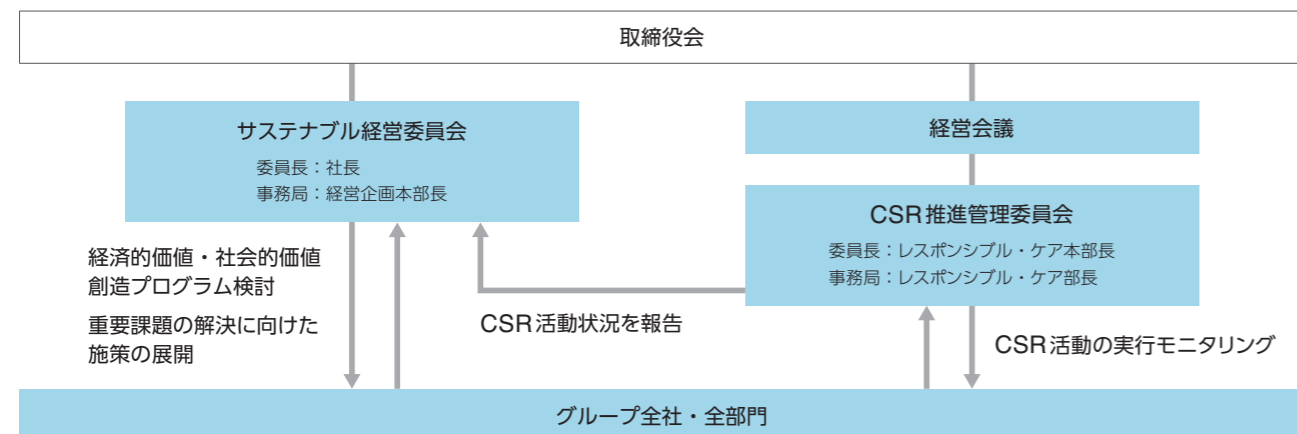 取締役会
サステナブル経営委員会
委員長：社長
事務局：経営企画本部長
経営会議
CSR推進管理委員会
委員長：レスポンシブル・ケア本部長
事務局：レスポンシブル・ケア部長
経済的価値・社会的価値
創造プログラム検討
重要課題の解決に向けた
施策の展開
CSR活動状況を報告
CSR活動の実行モニタリング
グループ全社・全部門